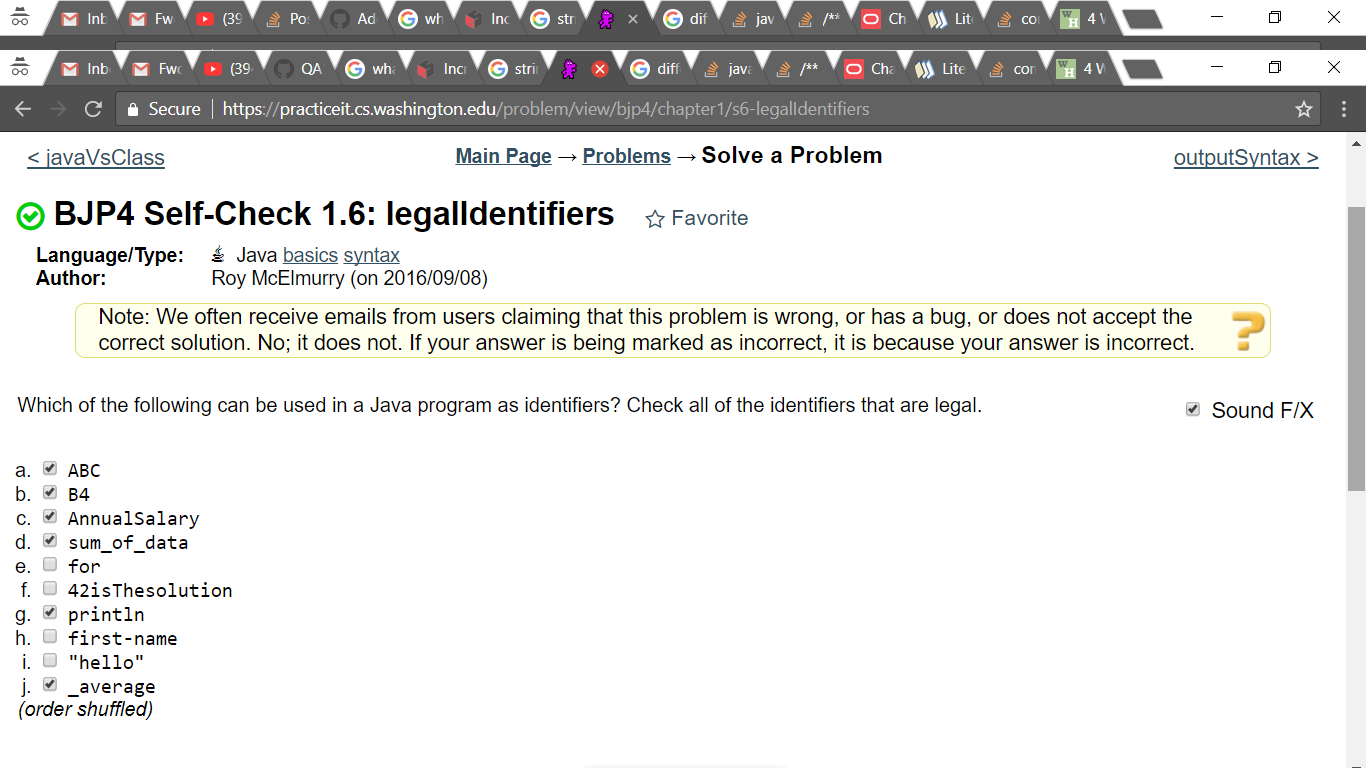 Inb Fw (39 Pos Ad wh Inc str dif jav /** Ch Lite co 4 W
Inb Fwc (39 QA wha Incr strin diff java /** Cha Lite con 4 W
Secure https://practiceit.cs.washington.edu/problem/view/bjp4/chapter1/s6-legalIdentifiers
< javaVsClass Main Page → Problems → Solve a Problem outputSyntax >
BJP4 Self-Check 1.6: legalIdentifiers Favorite
Language/Type: Java basics syntax
Author: Roy McElmurry (on 2016/09/08)
Note: We often receive emails from users claiming that this problem is wrong, or has a bug, or does not accept the
correct solution. No; it does not. If your answer is being marked as incorrect, it is because your answer is incorrect.
Which of the following can be used in a Java program as identifiers? Check all of the identifiers that are legal. Sound F/X
a. ABC
b. B4
c. AnnualSalary
d. sum_of_data
e. for
f. 42isThesolution
g. println
h. first-name
i. "hello"
j. _average
(order shuffled)